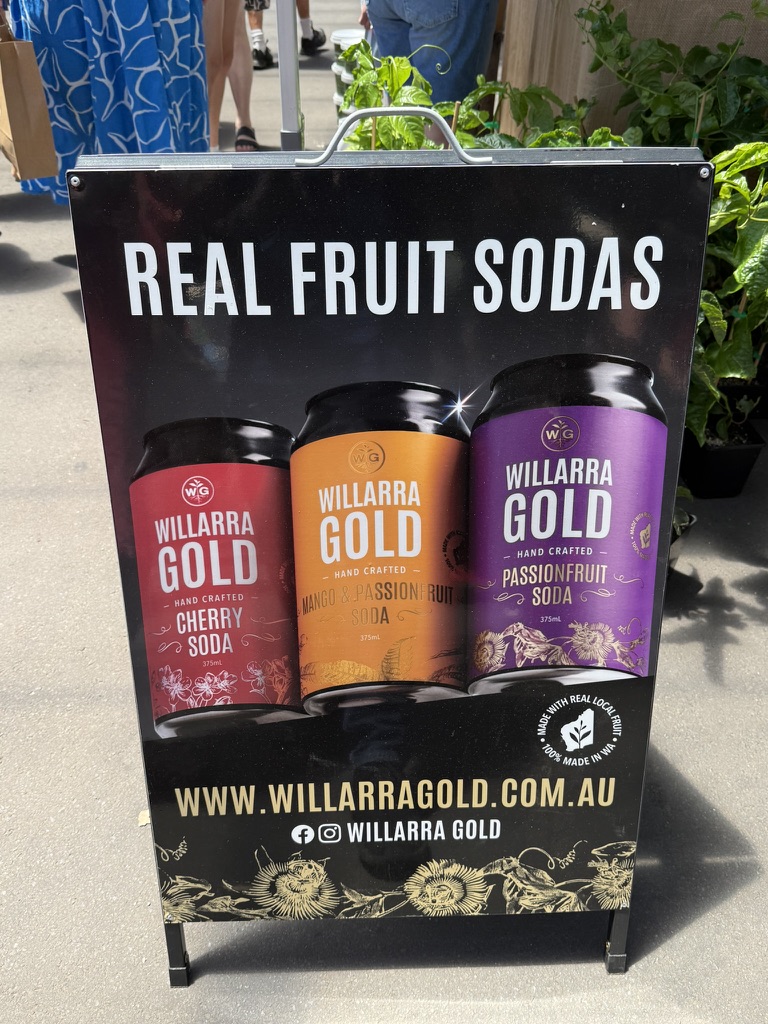 REAL FRUIT SODAS
WG
WILLARRA
GOLD
HAND CRAFTED
CHERRY
SODA
375mL
WG
WILLARRA
GOLD
HAND CRAFTED
MANGO & PASSIONFRUIT
SODA
375mL
WG
WILLARRA
GOLD
HAND CRAFTED
PASSIONFRUIT
SODA
375mL
MADE WITH REAL LOCAL FRUIT
• 100% MADE IN WA •
WWW.WILLARRAGOLD.COM.AU
WILLARRA GOLD